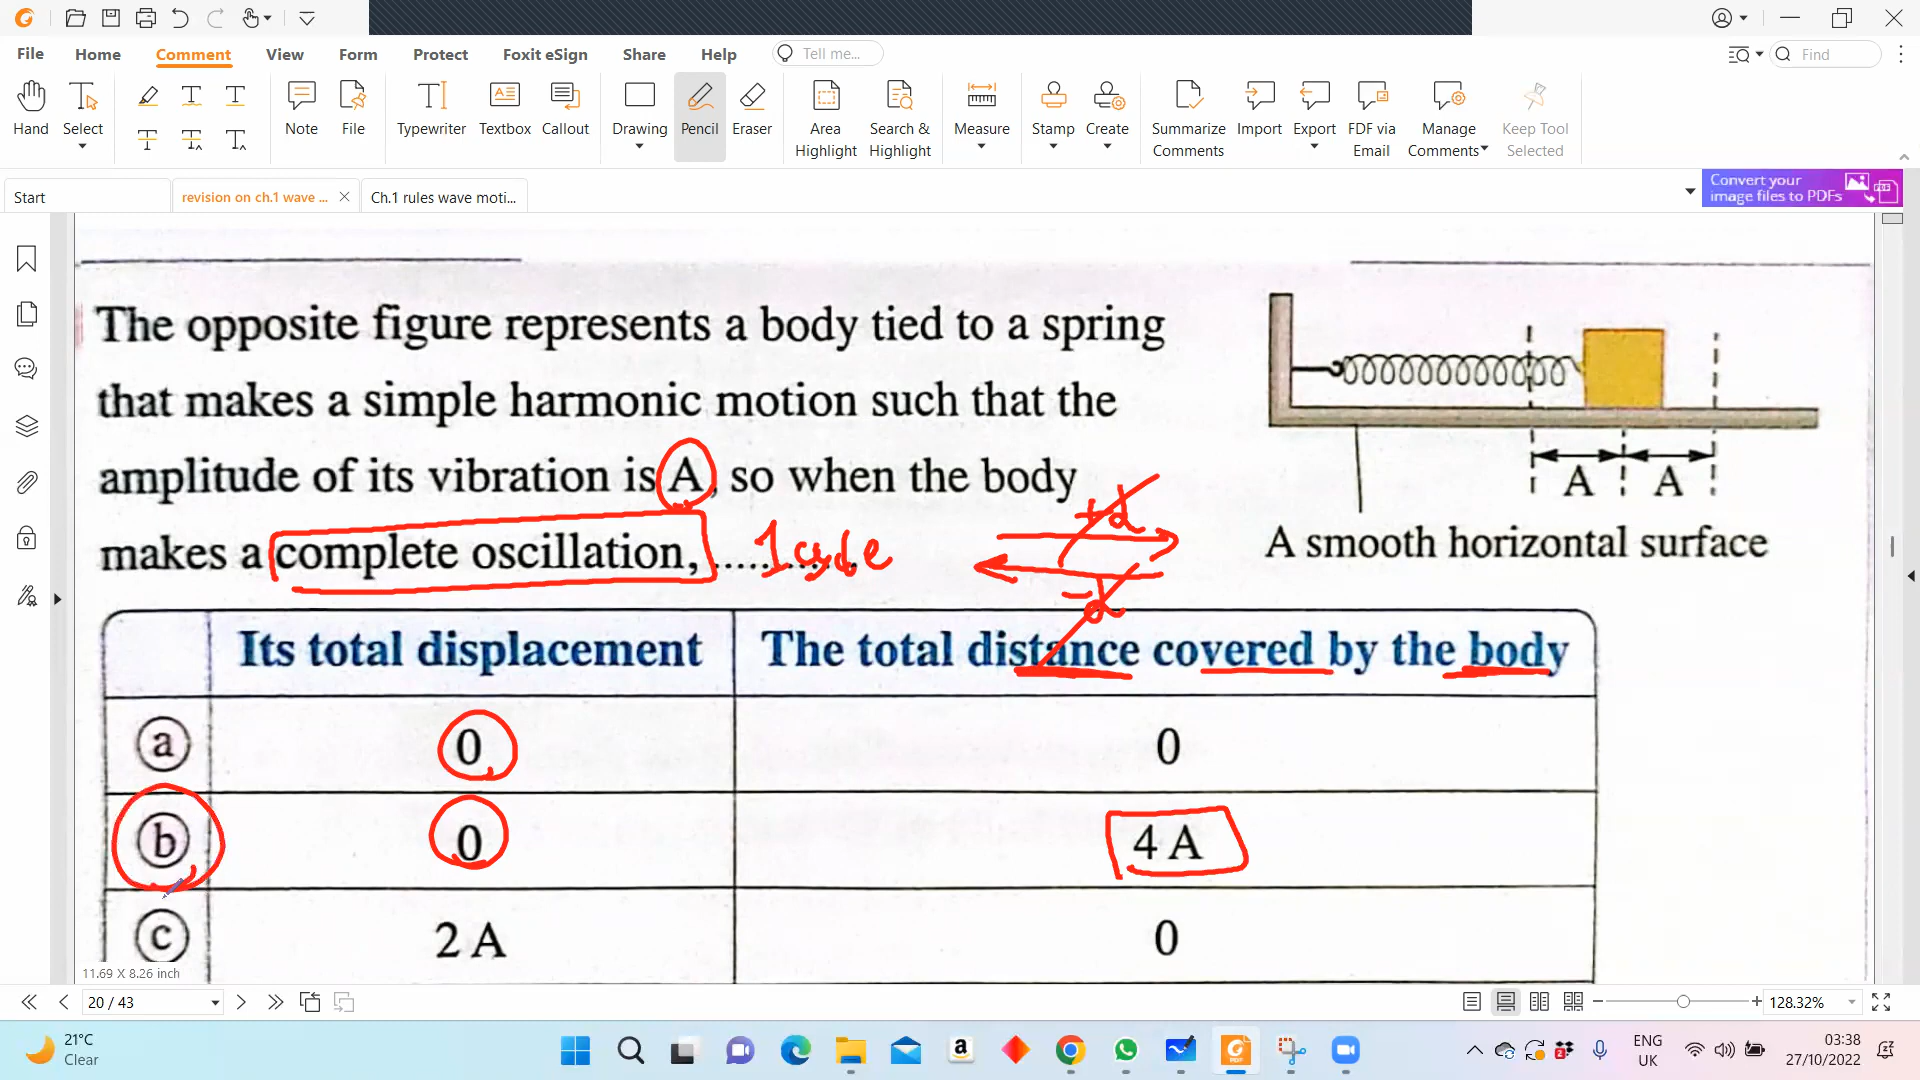 File Home Comment View Form Protect Foxit eSign Share Help Tell me... Find
Hand Select Note File Typewriter Textbox Callout Drawing Pencil Eraser Area Highlight Search & Highlight Measure Stamp Create Summarize Comments Import Export FDF via Email Manage Comments Keep Tool Selected
Start revision on ch.1 wave ... Ch.1 rules wave moti...
Convert your
image files to PDFs
The opposite figure represents a body tied to a spring
that makes a simple harmonic motion such that the
amplitude of its vibration is A, so when the body
makes a complete oscillation, ............
1 cycle
+d
-d
A A
A smooth horizontal surface
Its total displacement The total distance covered by the body
a 0 0
b 0 4 A
c 2 A 0
11.69 X 8.26 inch
20 / 43 128.32%
21°C
Clear
ENG
UK
03:38
27/10/2022